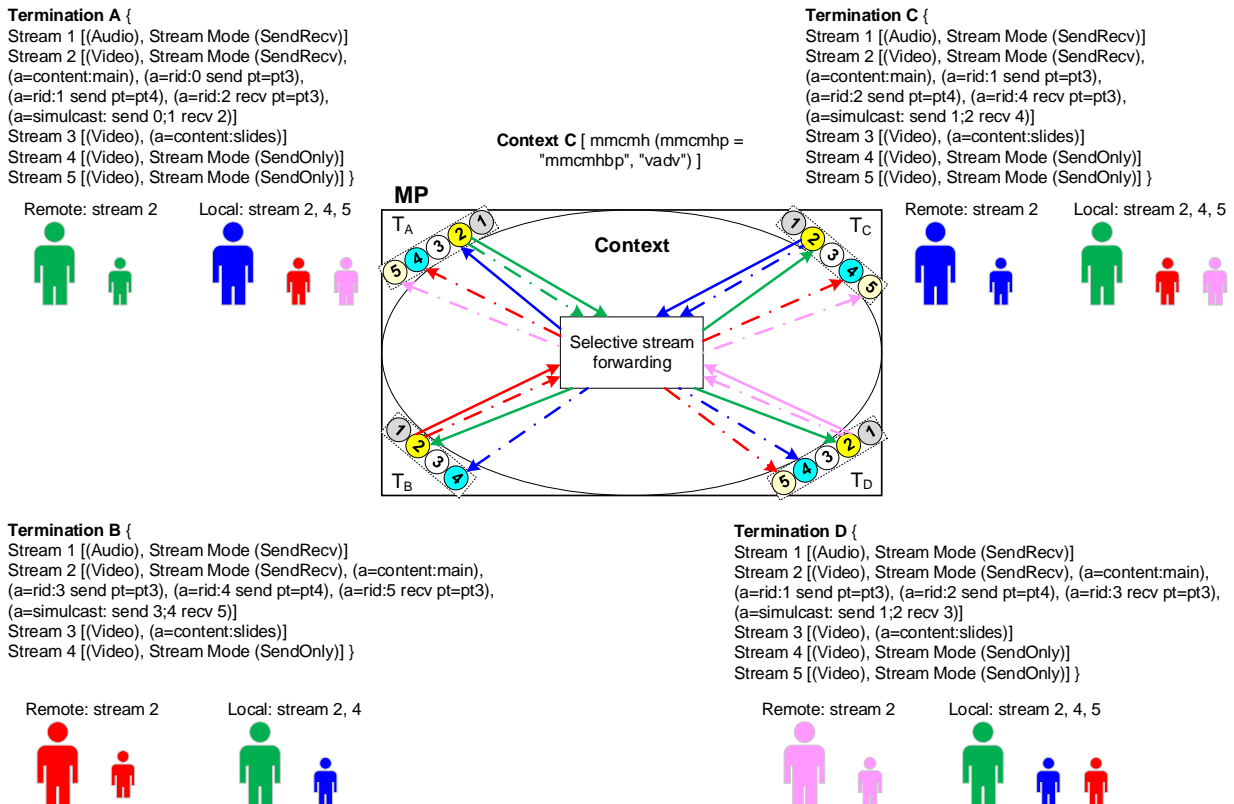 Termination A {
Stream 1 [(Audio), Stream Mode (SendRecv)]
Stream 2 [(Video), Stream Mode (SendRecv),
(a=content:main), (a=rid:0 send pt=pt3),
(a=rid:1 send pt=pt4), (a=rid:2 recv pt=pt3),
(a=simulcast: send 0;1 recv 2)]
Stream 3 [(Video), (a=content:slides)]
Stream 4 [(Video), Stream Mode (SendOnly)]
Stream 5 [(Video), Stream Mode (SendOnly)] }
Remote: stream 2
Local: stream 2, 4, 5
Context C [ mmcmh (mmcmhp =
"mmcmhbp", "vadv") ]
Termination C {
Stream 1 [(Audio), Stream Mode (SendRecv)]
Stream 2 [(Video), Stream Mode (SendRecv),
(a=content:main), (a=rid:1 send pt=pt3),
(a=rid:2 send pt=pt4), (a=rid:4 recv pt=pt3),
(a=simulcast: send 1;2 recv 4)]
Stream 3 [(Video), (a=content:slides)]
Stream 4 [(Video), Stream Mode (SendOnly)]
Stream 5 [(Video), Stream Mode (SendOnly)] }
Remote: stream 2
Local: stream 2, 4, 5
MP
TA
5 4 3 2 1
Context
TC
1 2 3 4 5
Selective stream
forwarding
1 2 3 4
TB
5 4 3 2 1
TD
Termination B {
Stream 1 [(Audio), Stream Mode (SendRecv)]
Stream 2 [(Video), Stream Mode (SendRecv), (a=content:main),
(a=rid:3 send pt=pt3), (a=rid:4 send pt=pt4), (a=rid:5 recv pt=pt3),
(a=simulcast: send 3;4 recv 5)]
Stream 3 [(Video), (a=content:slides)]
Stream 4 [(Video), Stream Mode (SendOnly)] }
Remote: stream 2
Local: stream 2, 4
Termination D {
Stream 1 [(Audio), Stream Mode (SendRecv)]
Stream 2 [(Video), Stream Mode (SendRecv), (a=content:main),
(a=rid:1 send pt=pt3), (a=rid:2 send pt=pt4), (a=rid:3 recv pt=pt3),
(a=simulcast: send 1;2 recv 3)]
Stream 3 [(Video), (a=content:slides)]
Stream 4 [(Video), Stream Mode (SendOnly)]
Stream 5 [(Video), Stream Mode (SendOnly)] }
Remote: stream 2
Local: stream 2, 4, 5